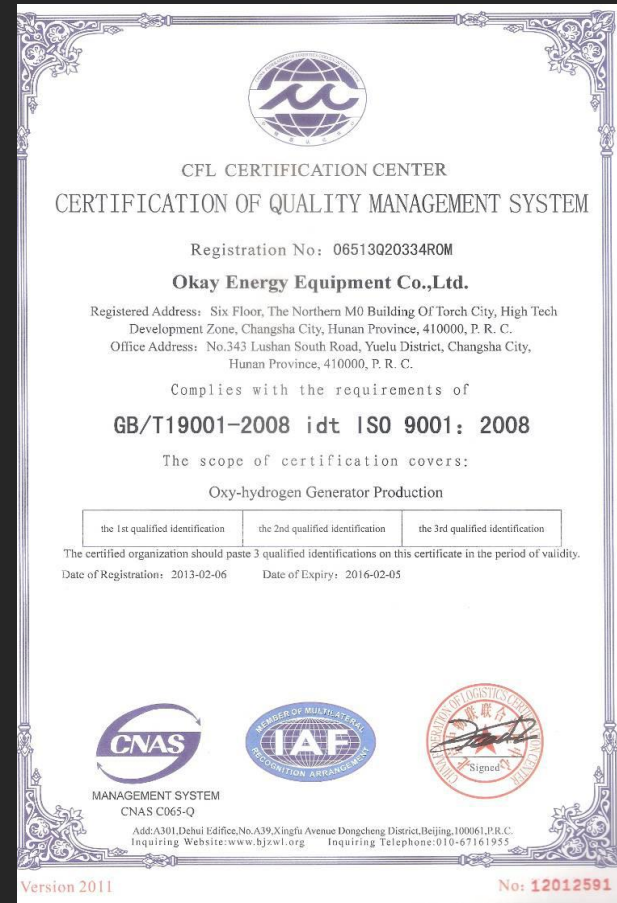 CFL CERTIFICATION CENTER
CERTIFICATION OF QUALITY MANAGEMENT SYSTEM
Registration No: 06513Q20334R0M
Okay Energy Equipment Co.,Ltd.
Registered Address: Six Floor, The Northern M0 Building Of Torch City, High Tech
Development Zone, Changsha City, Hunan Province, 410000, P. R. C.
Office Address: No.343 Lushan South Road, Yuelu District, Changsha City,
Hunan Province, 410000, P. R. C.
Complies with the requirements of
GB/T19001-2008 idt ISO 9001: 2008
The scope of certification covers:
Oxy-hydrogen Generator Production
the 1st qualified identification the 2nd qualified identification the 3rd qualified identification
The certified organization should paste 3 qualified identifications on this certificate in the period of validity.
Date of Registration: 2013-02-06 Date of Expiry: 2016-02-05
CNAS
MANAGEMENT SYSTEM
CNAS C065-Q
MEMBER OF MULTILATERAL
IAF
RECOGNITION ARRANGEMENT
Signed
Add:A301,Dehui Edifice,No.A39,Xingfu Avenue Dongcheng District,Beijing,100061,P.R.C.
Inquiring Website:www.bjzwl.org Inquiring Telephone:010-67161955
Version 2011
No: 12012591